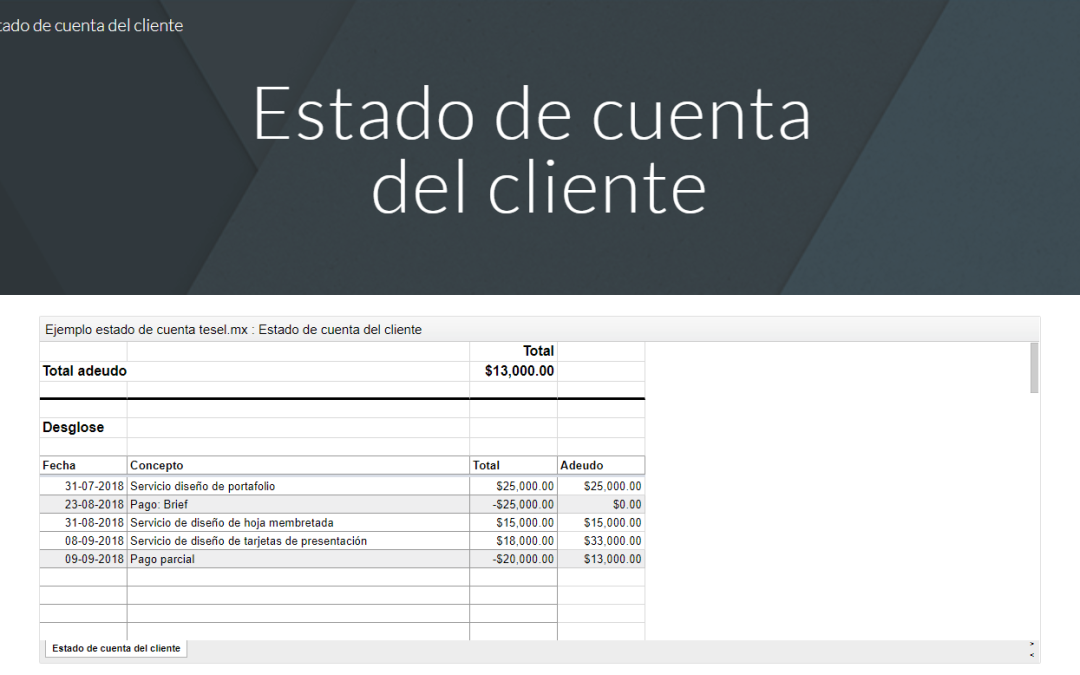 tado de cuenta del cliente
Estado de cuenta
del cliente
Ejemplo estado de cuenta tesel.mx : Estado de cuenta del cliente
Total
Total adeudo $13,000.00
Desglose
Fecha Concepto Total Adeudo
31-07-2018 Servicio diseño de portafolio $25,000.00 $25,000.00
23-08-2018 Pago: Brief -$25,000.00 $0.00
31-08-2018 Servicio de diseño de hoja membretada $15,000.00 $15,000.00
08-09-2018 Servicio de diseño de tarjetas de presentación $18,000.00 $33,000.00
09-09-2018 Pago parcial -$20,000.00 $13,000.00
Estado de cuenta del cliente